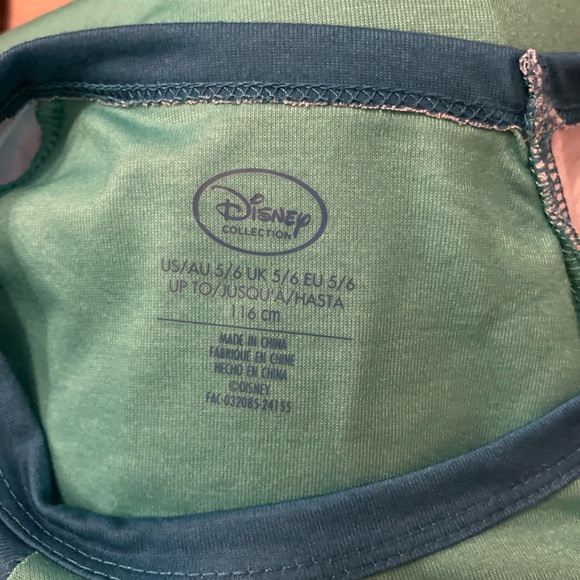 Disney
COLLECTION
US/AU 5/6 UK 5/6 EU 5/6
UP TO/JUSQU'À/HASTA
116 cm
MADE IN CHINA
FABRIQUE EN CHINE
HECHO EN CHINA
©DISNEY
FAC-032085-24155